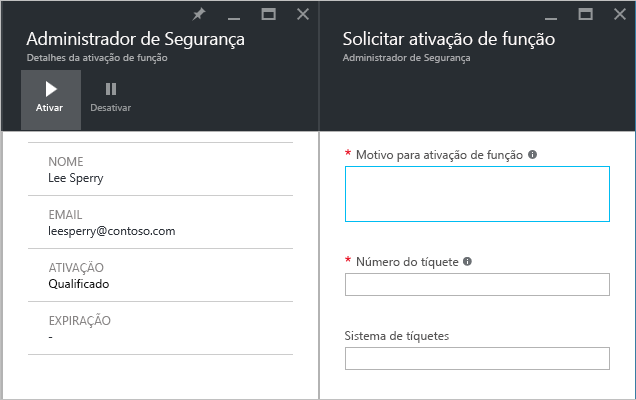 Administrador de Segurança
Detalhes da ativação de função
Ativar
Desativar
NOME
Lee Sperry
EMAIL
leesperry@contoso.com
ATIVAÇÃO
Qualificado
EXPIRAÇÃO
-
Solicitar ativação de função
Administrador de Segurança
* Motivo para ativação de função
* Número do tíquete
Sistema de tíquetes